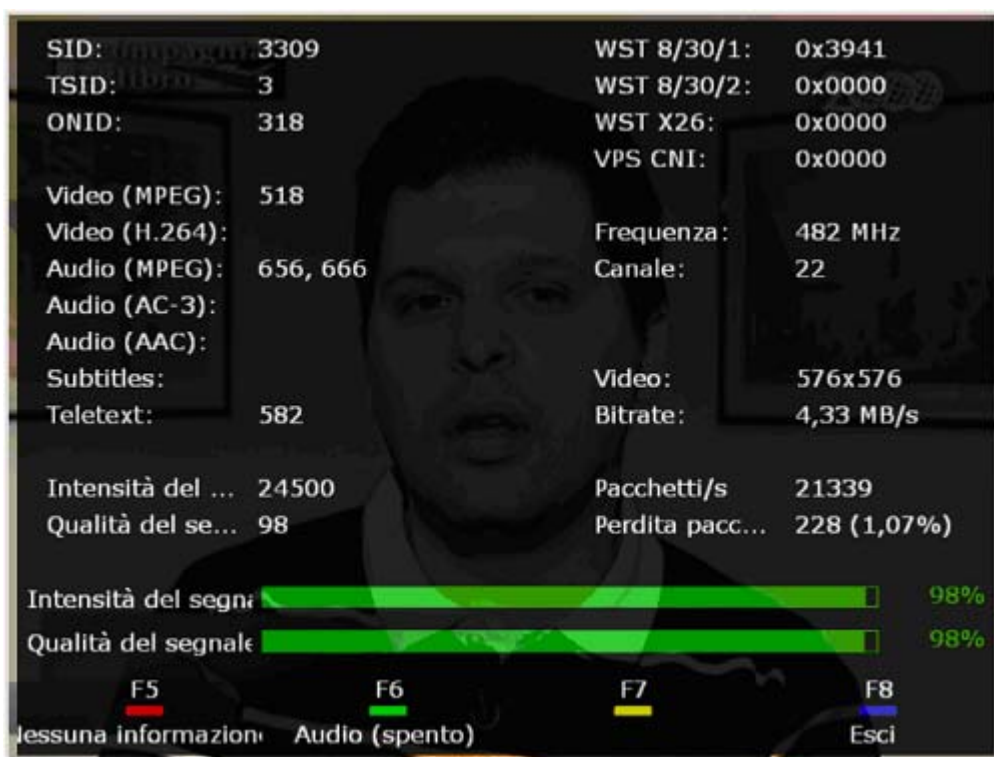 SID: 3309 WST 8/30/1: 0x3941
TSID: 3 WST 8/30/2: 0x0000
ONID: 318 WST X26: 0x0000
VPS CNI: 0x0000
Video (MPEG): 518
Video (H.264): Frequenza: 482 MHz
Audio (MPEG): 656, 666 Canale: 22
Audio (AC-3):
Audio (AAC):
Subtitles: Video: 576x576
Teletext: 582 Bitrate: 4,33 MB/s
Intensità del ... 24500 Pacchetti/s 21339
Qualità del se... 98 Perdita pacc... 228 (1,07%)
Intensità del segna 98%
Qualità del segnale 98%
F5 F6 F7 F8
informazion Audio (spento) Esci